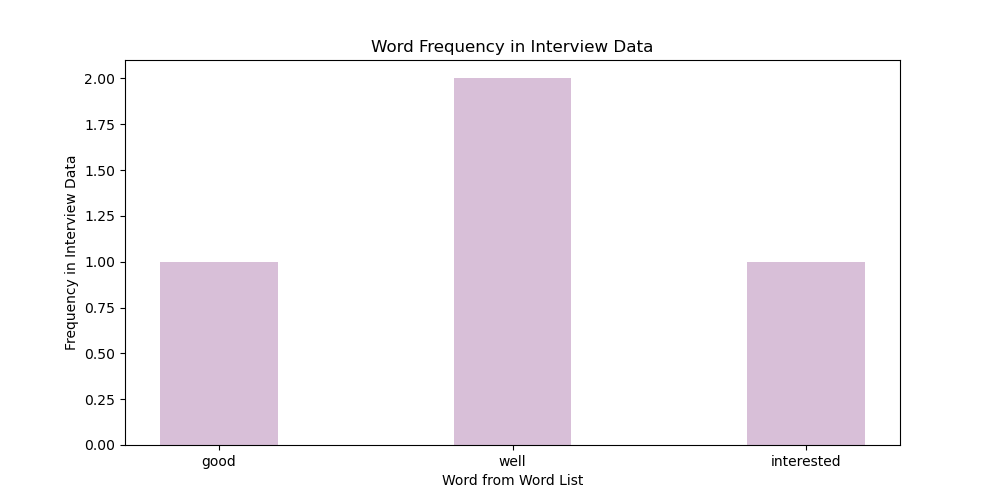 Word Frequency in Interview Data
Frequency in Interview Data
2.00
1.75
1.50
1.25
1.00
0.75
0.50
0.25
0.00
good well interested
Word from Word List